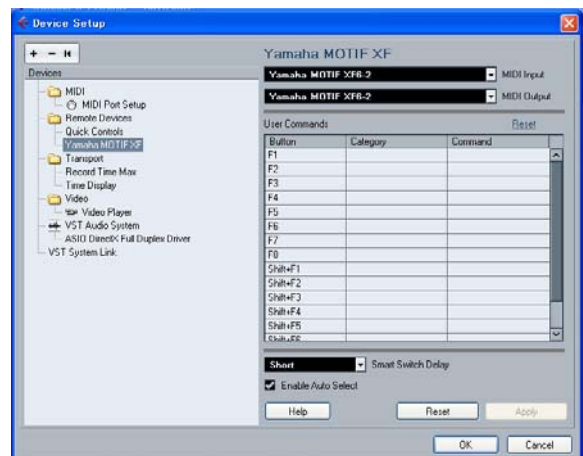 Device Setup
+ - |◄
Devices
MIDI
MIDI Port Setup
Remote Devices
Quick Controls
Yamaha MOTIF XF
Transport
Record Time Max
Time Display
Video
Video Player
VST Audio System
ASIO DirectX Full Duplex Driver
VST System Link
Yamaha MOTIF XF
Yamaha MOTIF XF6-2 MIDI Input
Yamaha MOTIF XF6-2 MIDI Output
User Commands Reset
Button Category Command
F1
F2
F3
F4
F5
F6
F7
F8
Shift+F1
Shift+F2
Shift+F3
Shift+F4
Shift+F5
Shift+F6
Short Smart Switch Delay
Enable Auto Select
Help Reset Apply
OK Cancel